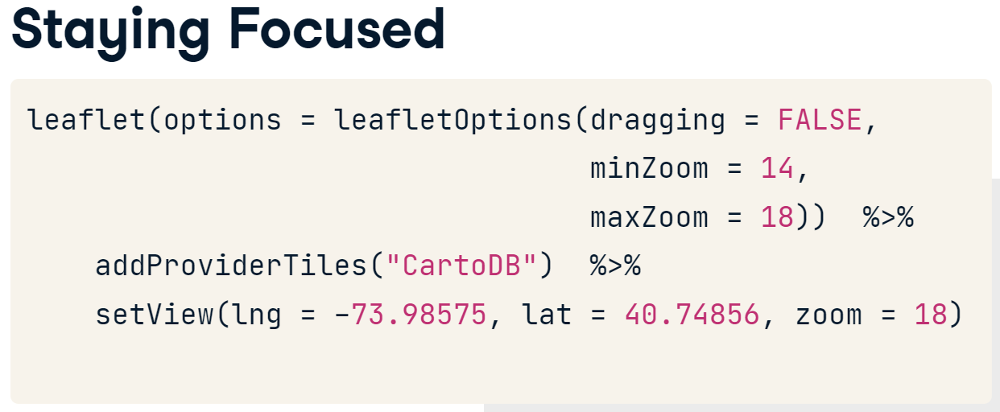 Staying Focused
leaflet(options = leafletOptions(dragging = FALSE,
                                 minZoom = 14,
                                 maxZoom = 18))  %>%
    addProviderTiles("CartoDB")  %>%
    setView(lng = -73.98575, lat = 40.74856, zoom = 18)